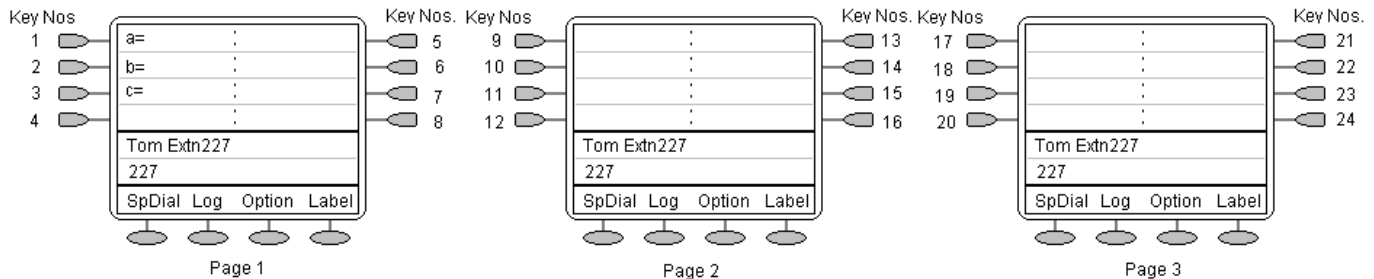 Key Nos Key Nos. Key Nos Key Nos. Key Nos Key Nos.
1 a= : 5 9 : 13 17 : 21
2 b= : 6 10 : 14 18 : 22
3 c= : 7 11 : 15 19 : 23
4 : 8 12 : 16 20 : 24
Tom Extn227 Tom Extn227 Tom Extn227
227 227 227
SpDial Log Option Label SpDial Log Option Label SpDial Log Option Label
Page 1 Page 2 Page 3